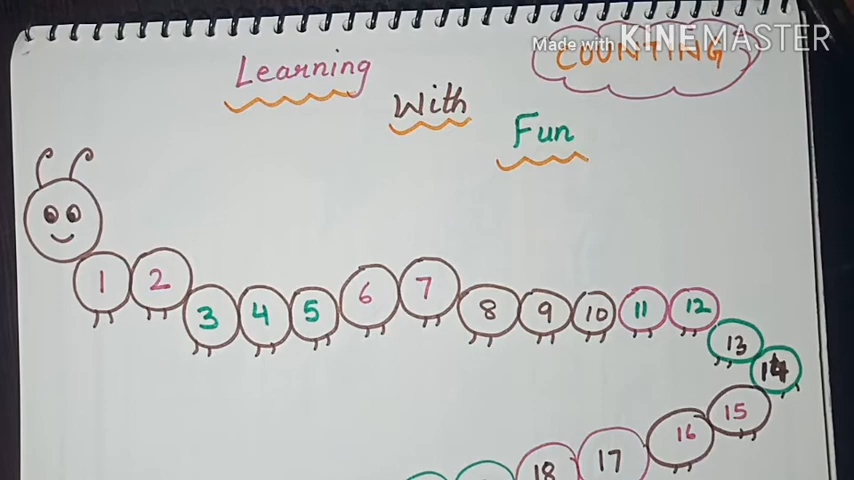 Made with KINEMASTER
COUNTING
Learning
With
Fun
1 2 3 4 5 6 7 8 9 10 11 12 13 14
15
16
17
18